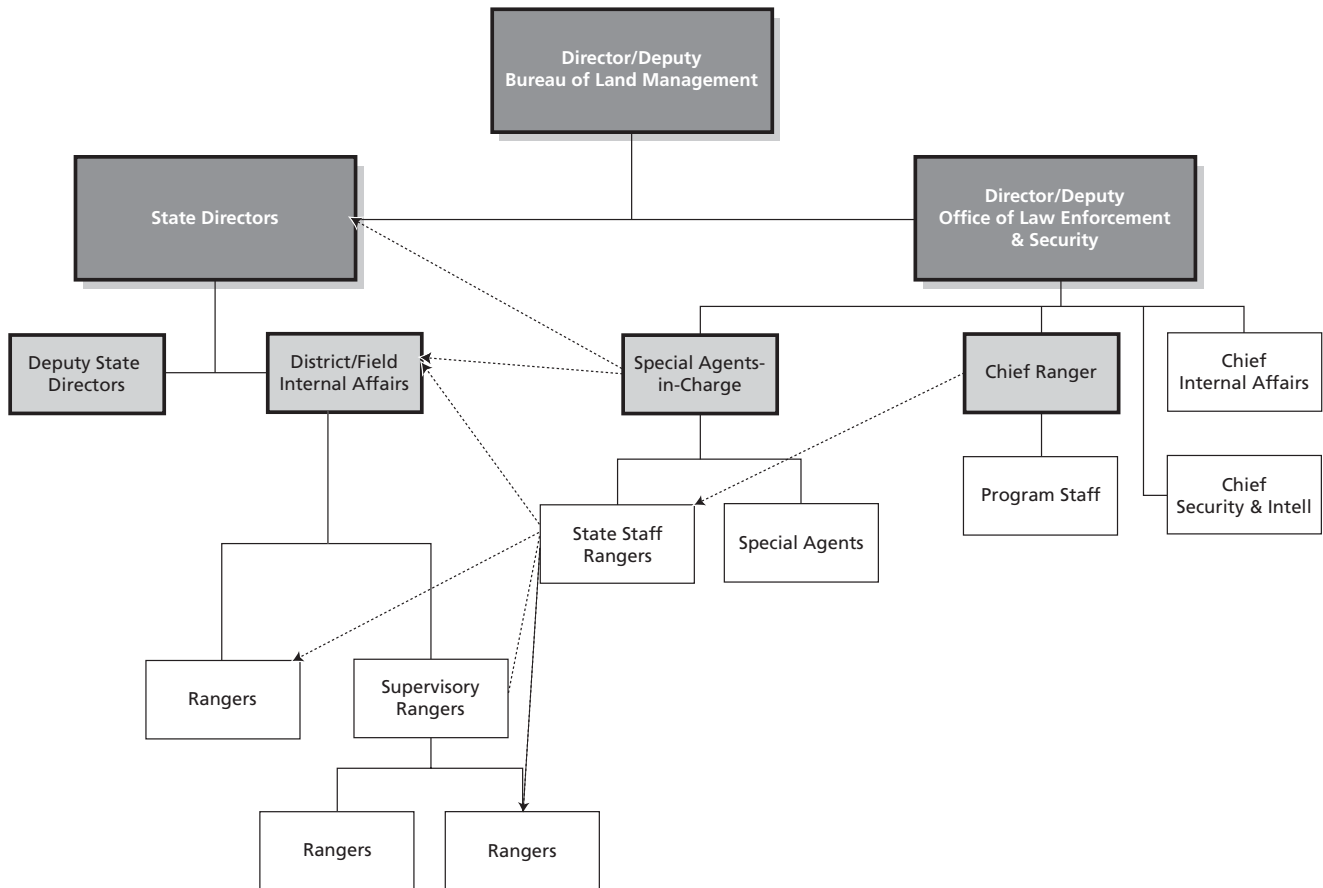 Director/Deputy
Bureau of Land Management
State Directors
Director/Deputy
Office of Law Enforcement
& Security
Deputy State
Directors
District/Field
Internal Affairs
Special Agents-
in-Charge
Chief Ranger
Chief
Internal Affairs
Program Staff
Chief
Security & Intell
State Staff
Rangers
Special Agents
Rangers
Supervisory
Rangers
Rangers
Rangers